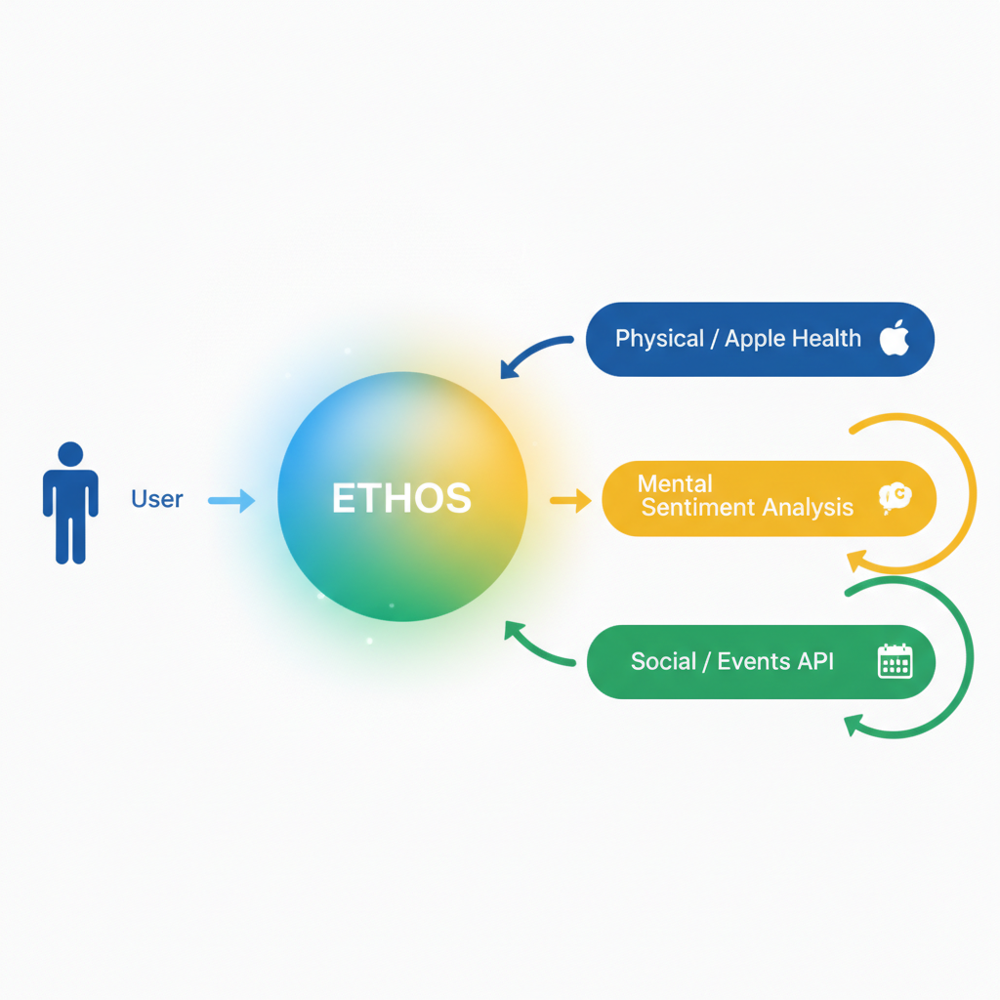 Physical / Apple Health
User
ETHOS
Mental
Sentiment Analysis
Social / Events API